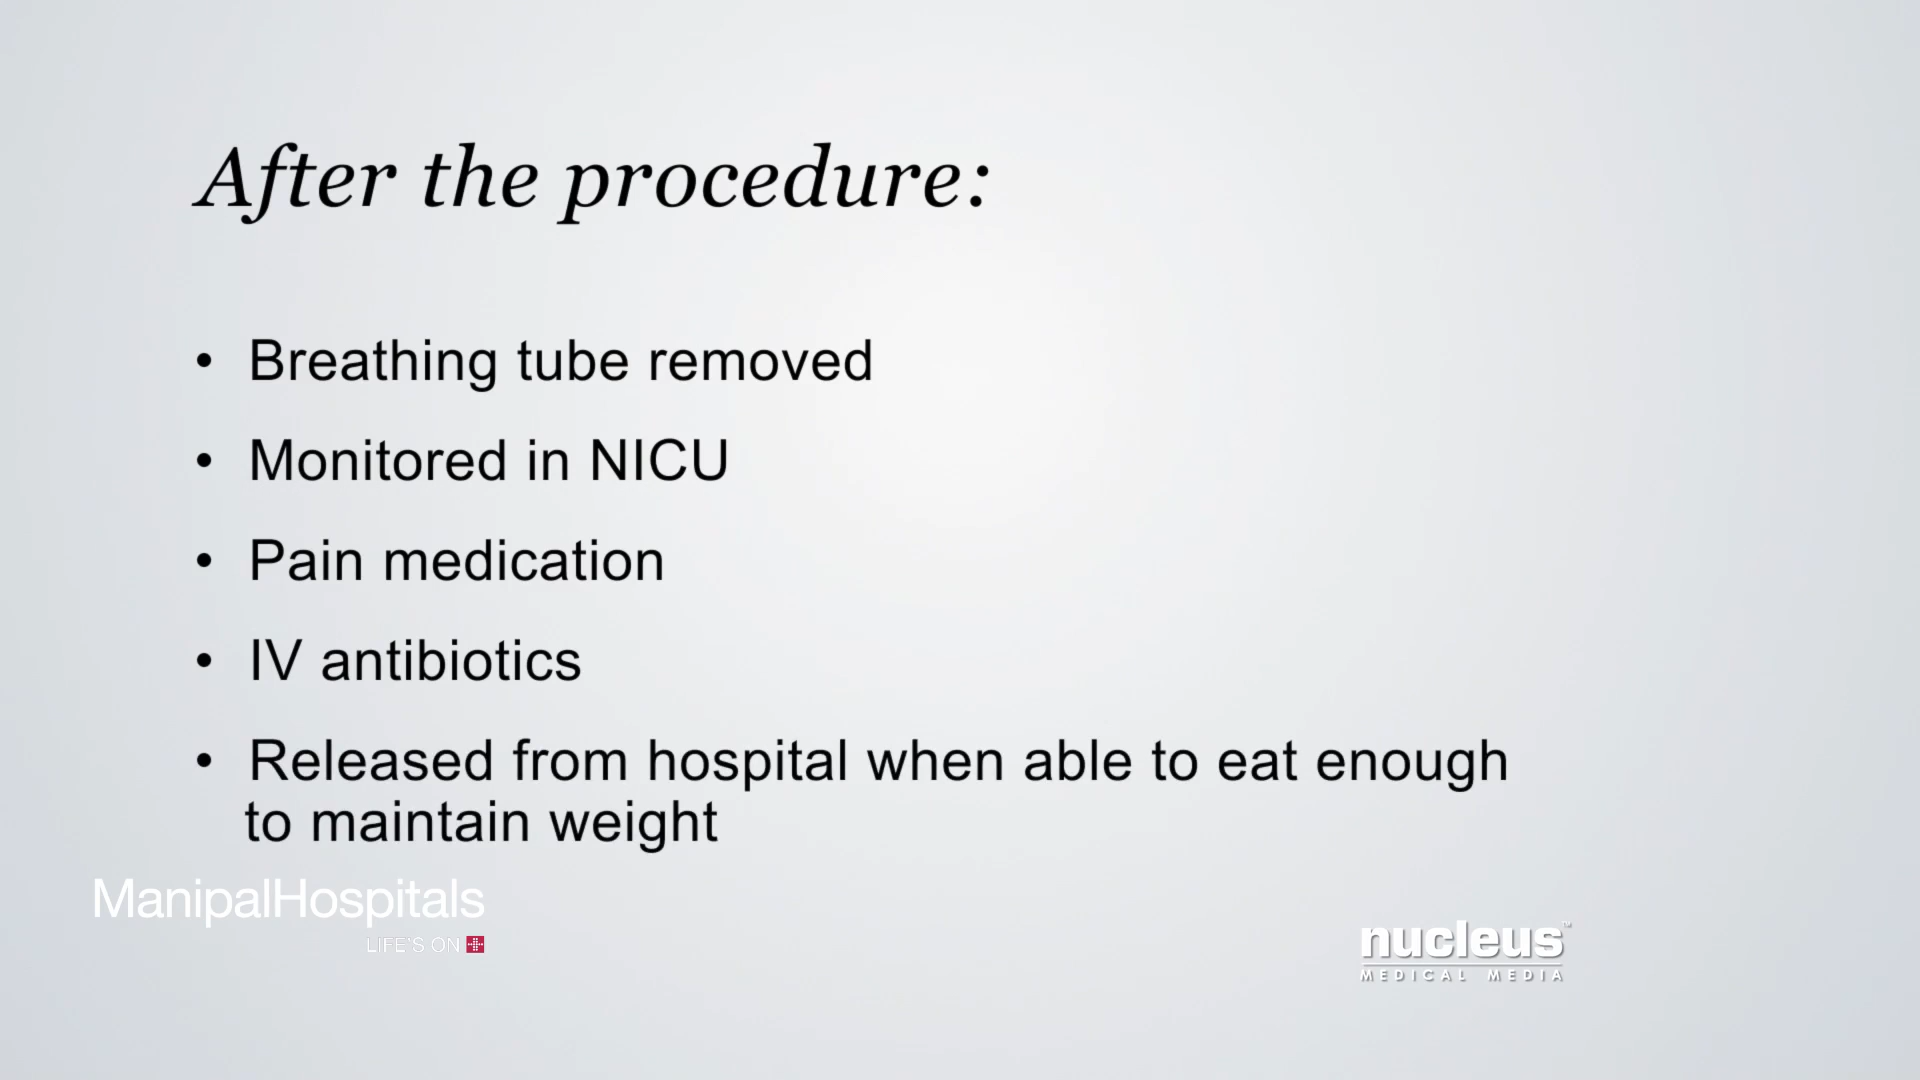 After the procedure:
• Breathing tube removed
• Monitored in NICU
• Pain medication
• IV antibiotics
• Released from hospital when able to eat enough
to maintain weight
ManipalHospitals
LIFE'S ON
nucleus™
MEDICAL MEDIA